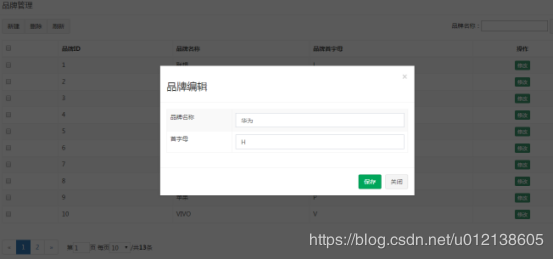 品牌管理
新建 删除 刷新
品牌名称:
品牌ID 品牌名称 品牌首字母 操作
1 修改
2 修改
3 修改
4 修改
5 修改
6 修改
7 修改
8 修改
9 修改
10 VIVO V 修改
×
品牌编辑
品牌名称 华为
首字母 H
保存 关闭
« 1 2 » 第 1 页 每页 10 /共13条
https://blog.csdn.net/u012138605